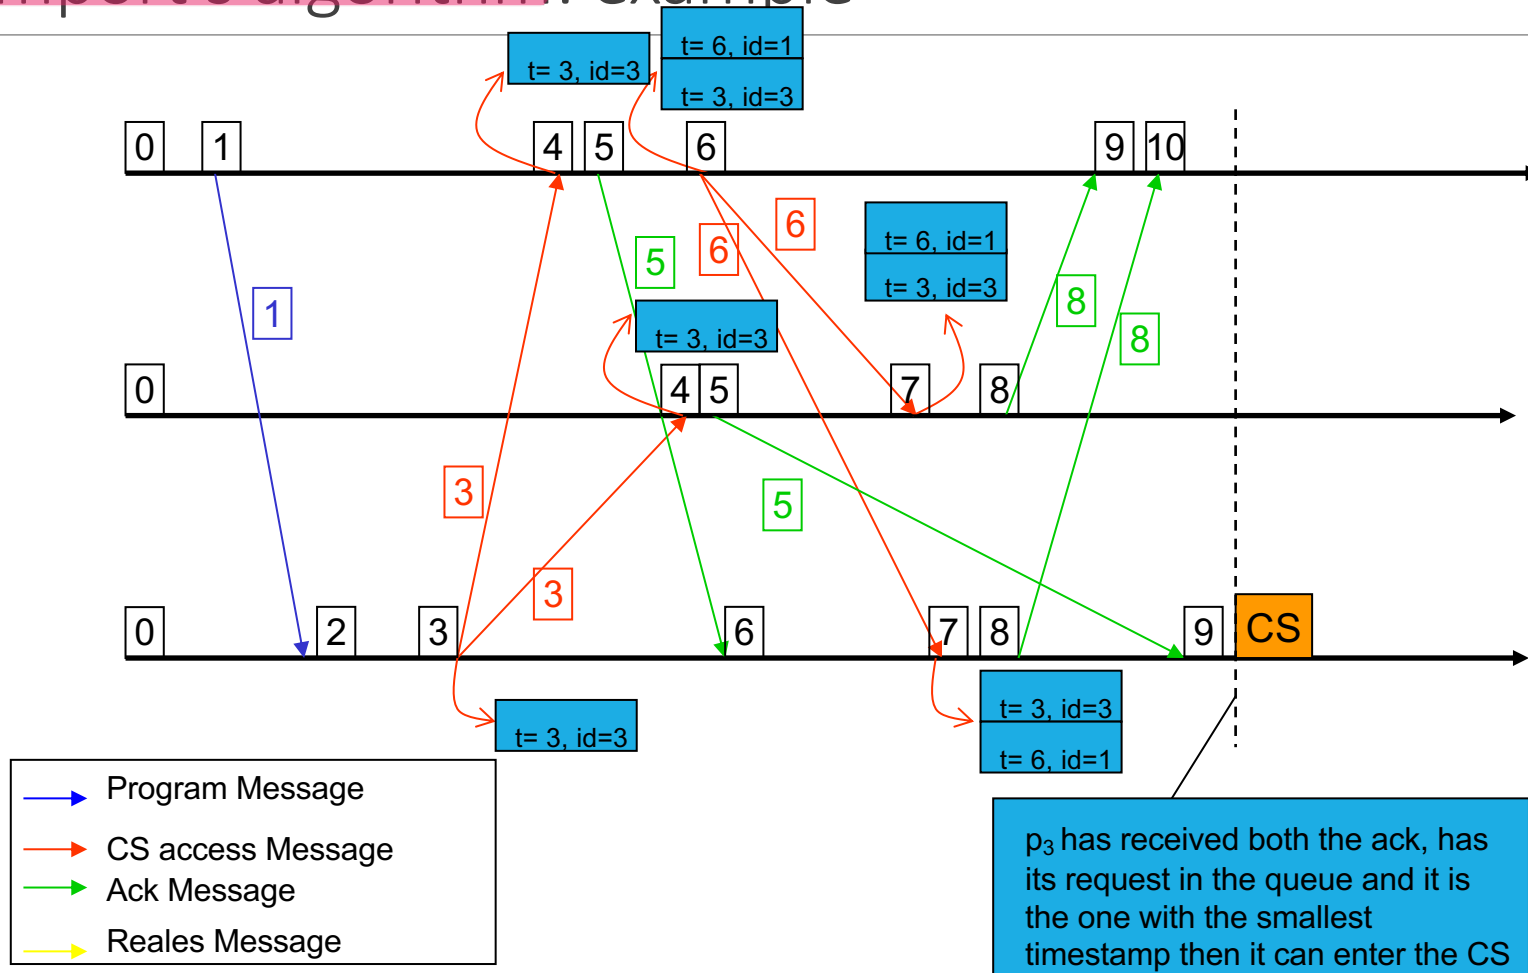 mport's algorithm: example
t= 3, id=3
t= 6, id=1
t= 3, id=3
0
1
4
5
6
9
10
6
6
5
1
t= 6, id=1
t= 3, id=3
8
8
t= 3, id=3
0
4
5
7
8
3
5
3
0
2
3
6
7
8
9
CS
t= 3, id=3
t= 3, id=3
t= 6, id=1
Program Message
CS access Message
Ack Message
Reales Message
p3 has received both the ack, has
its request in the queue and it is
the one with the smallest
timestamp then it can enter the CS